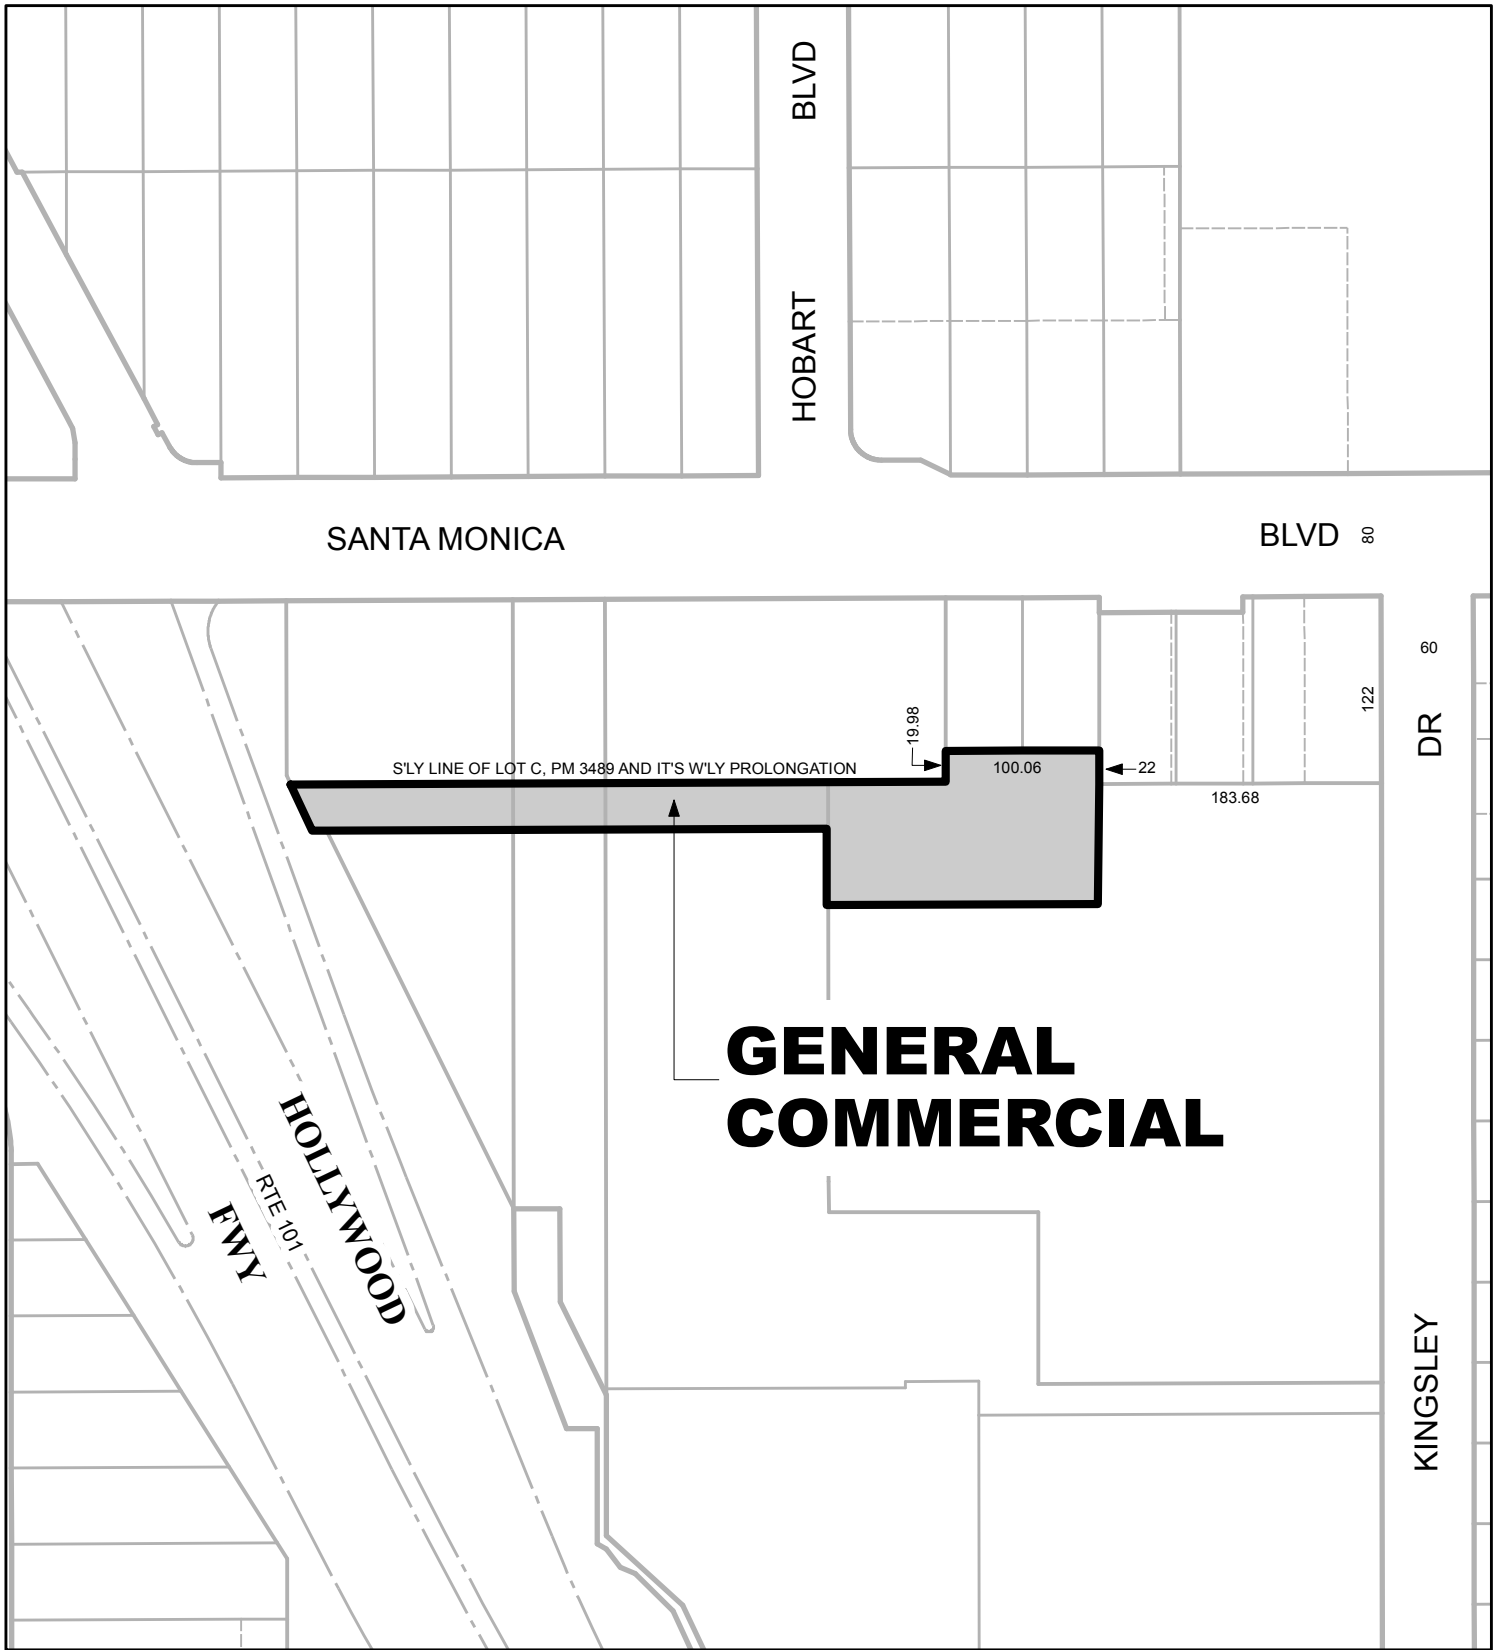 BLVD
HOBART
SANTA MONICA
BLVD
80
60
122
DR
19.98
S'LY LINE OF LOT C, PM 3489 AND IT'S W'LY PROLONGATION
100.06
22
183.68
GENERAL
COMMERCIAL
HOLLYWOOD
RTE 101
FWY
KINGSLEY